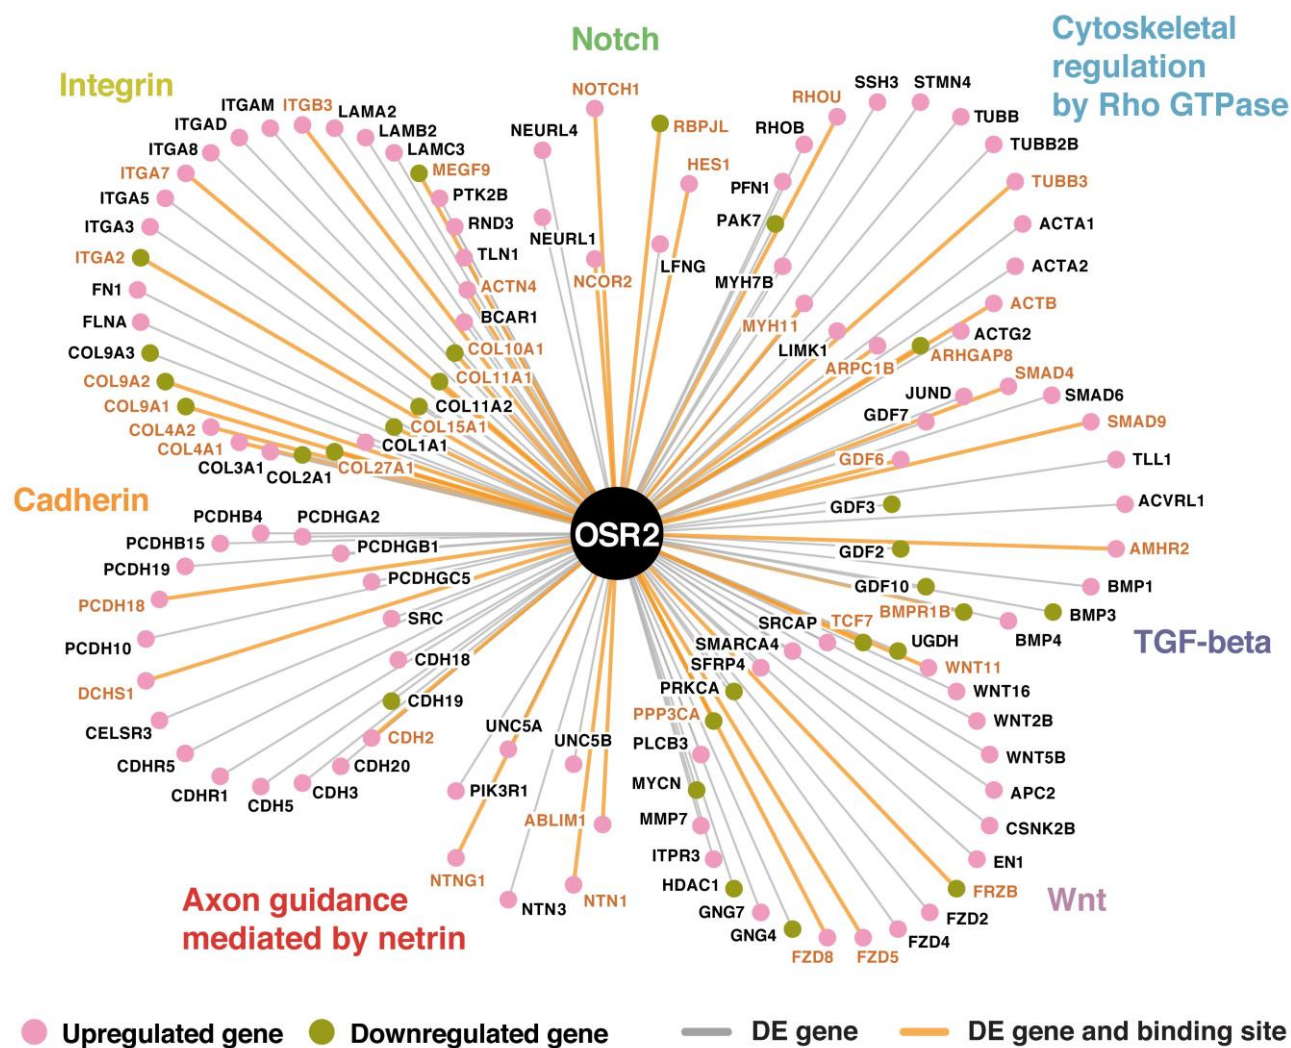 Notch
Cytoskeletal
regulation
by Rho GTPase
Integrin
ITGAM
ITGB3
LAMA2
ITGAD
LAMB2
ITGA8
LAMC3
ITGA7
MEGF9
ITGA5
PTK2B
ITGA3
RND3
ITGA2
TLN1
FN1
ACTN4
FLNA
BCAR1
COL9A3
COL10A1
COL9A2
COL11A1
COL9A1
COL11A2
COL4A2
COL15A1
COL4A1
COL1A1
COL3A1
COL2A1
COL27A1
NOTCH1
NEURL4
RBPJL
HES1
NEURL1
LFNG
NCOR2
RHOU
SSH3
STMN4
RHOB
TUBB
TUBB2B
PFN1
TUBB3
PAK7
ACTA1
MYH7B
ACTA2
MYH11
ACTB
LIMK1
ACTG2
ARPC1B
ARHGAP8
SMAD4
JUND
SMAD6
GDF7
SMAD9
GDF6
TLL1
GDF3
ACVRL1
GDF2
AMHR2
GDF10
BMP1
BMPR1B
BMP3
BMP4
TGF-beta
OSR2
Cadherin
PCDHB4
PCDHGA2
PCDHB15
PCDHGB1
PCDH19
PCDHGC5
PCDH18
SRC
PCDH10
CDH18
DCHS1
CDH19
CELSR3
CDH2
CDHR5
CDH20
CDHR1
CDH5
CDH3
UNC5A
UNC5B
PIK3R1
ABLIM1
NTNG1
NTN3
NTN1
Axon guidance
mediated by netrin
SRCAP
TCF7
SMARCA4
UGDH
SFRP4
WNT11
PRKCA
WNT16
PPP3CA
WNT2B
PLCB3
WNT5B
MYCN
APC2
MMP7
CSNK2B
ITPR3
EN1
HDAC1
FRZB
GNG7
FZD2
GNG4
FZD4
FZD8
FZD5
Wnt
Upregulated gene
Downregulated gene
DE gene
DE gene and binding site